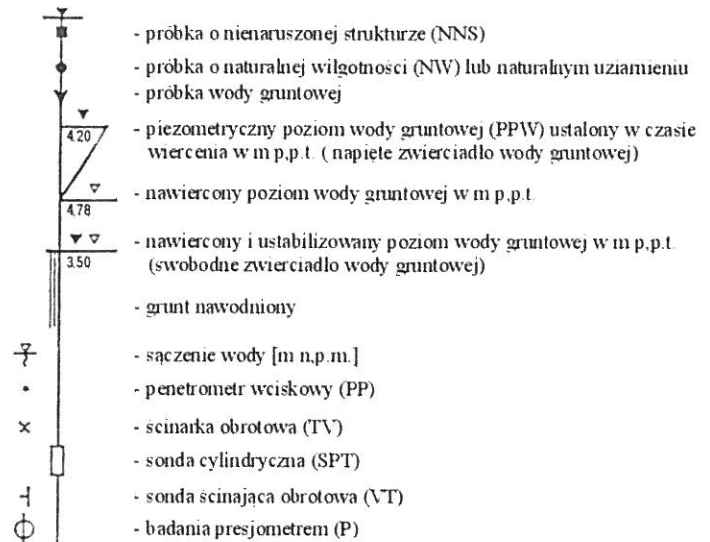 - próbka o nienaruszonej strukturze (NNS)
- próbka o naturalnej wilgotności (NW) lub naturalnym uziarnieniu
- próbka wody gruntowej
4.20 - piezometryczny poziom wody gruntowej (PPW) ustalony w czasie
wiercenia w m p,p.t. ( napięte zwierciadło wody gruntowej)
- nawiercony poziom wody gruntowej w m p,p.t.
4.78
- nawiercony i ustabilizowany poziom wody gruntowej w m p,p.t.
3.50 (swobodne zwierciadło wody gruntowej)
- grunt nawodniony
- sączenie wody [m n,p.m.]
- penetrometr wciskowy (PP)
- ścinarka obrotowa (TV)
- sonda cylindryczna (SPT)
- sonda ścinająca obrotowa (VT)
- badania presjometrem (P)